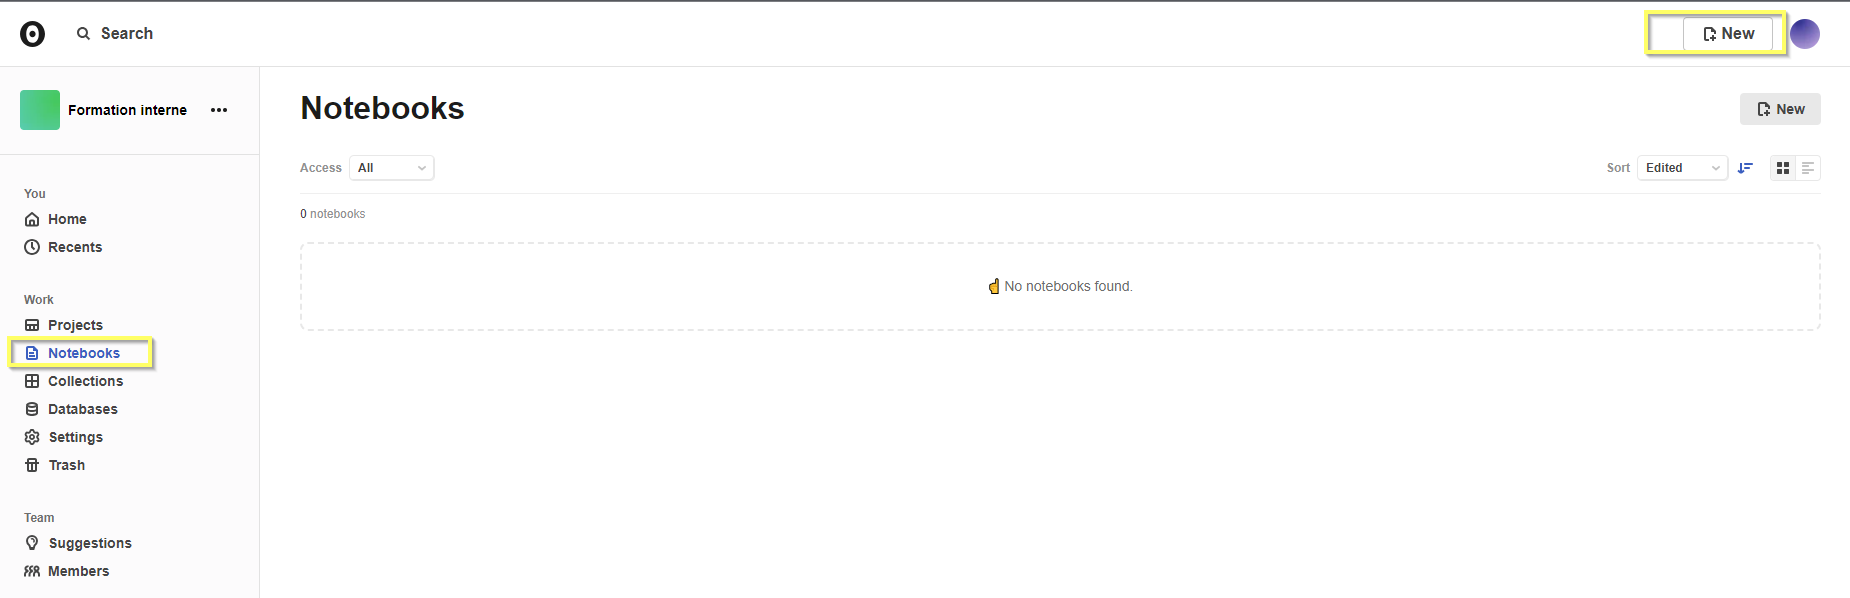 Search
New
Formation interne
Notebooks
New
Access All
Sort Edited
0 notebooks
No notebooks found.
You
Home
Recents
Work
Projects
Notebooks
Collections
Databases
Settings
Trash
Team
Suggestions
Members